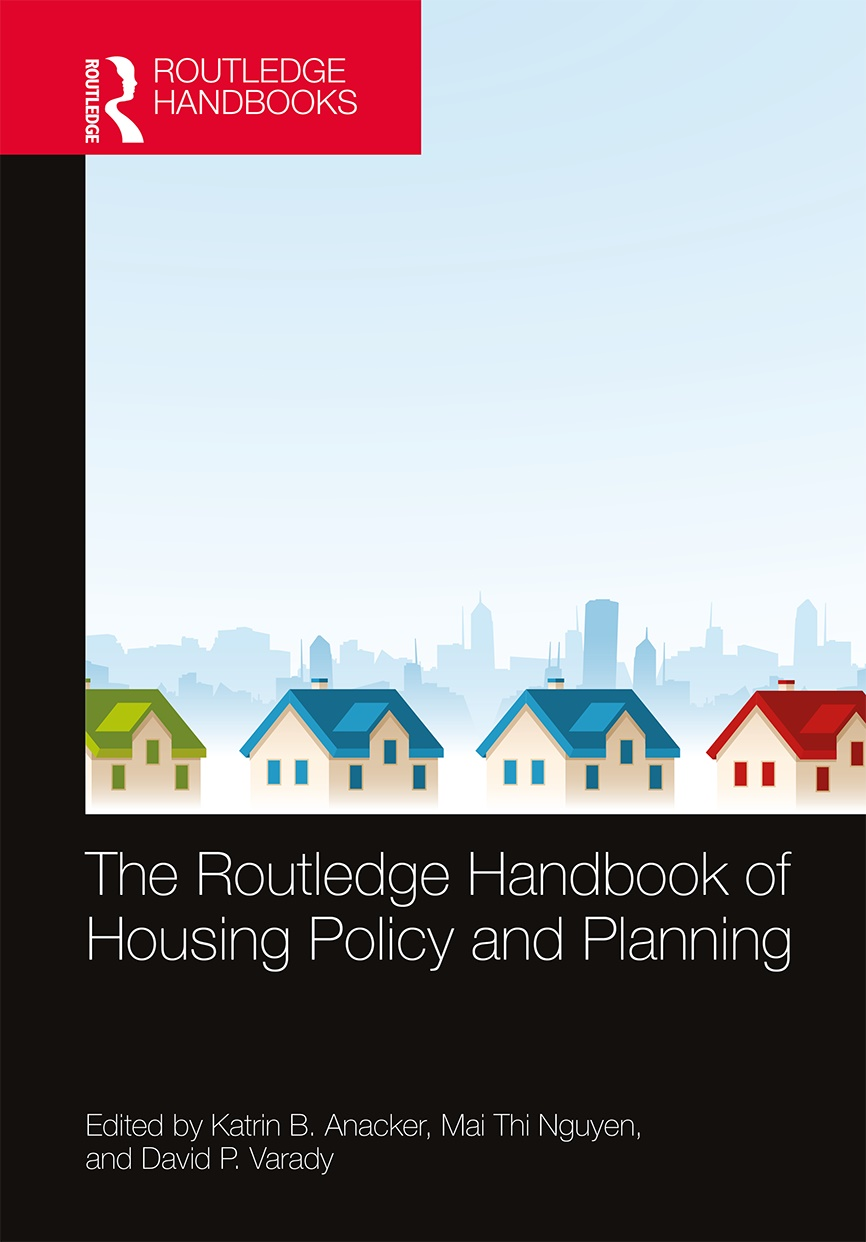 ROUTLEDGE
ROUTLEDGE
HANDBOOKS
The Routledge Handbook of
Housing Policy and Planning
Edited by Katrin B. Anacker, Mai Thi Nguyen,
and David P. Varady